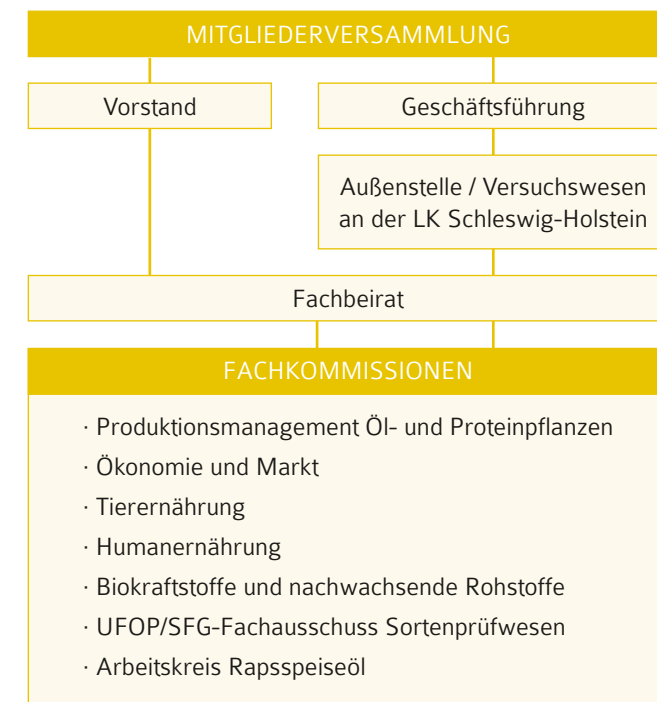 MITGLIEDERVERSAMMLUNG
Vorstand
Geschäftsführung
Außenstelle / Versuchswesen
an der LK Schleswig-Holstein
Fachbeirat
FACHKOMMISSIONEN
· Produktionsmanagement Öl- und Proteinpflanzen
· Ökonomie und Markt
· Tierernährung
· Humanernährung
· Biokraftstoffe und nachwachsende Rohstoffe
· UFOP/SFG-Fachausschuss Sortenprüfwesen
· Arbeitskreis Rapsspeiseöl